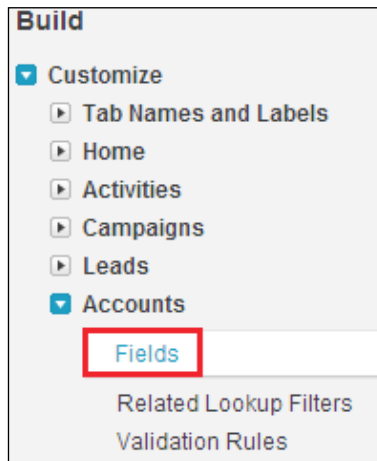 Build
Customize
Tab Names and Labels
Home
Activities
Campaigns
Leads
Accounts
Fields
Related Lookup Filters
Validation Rules